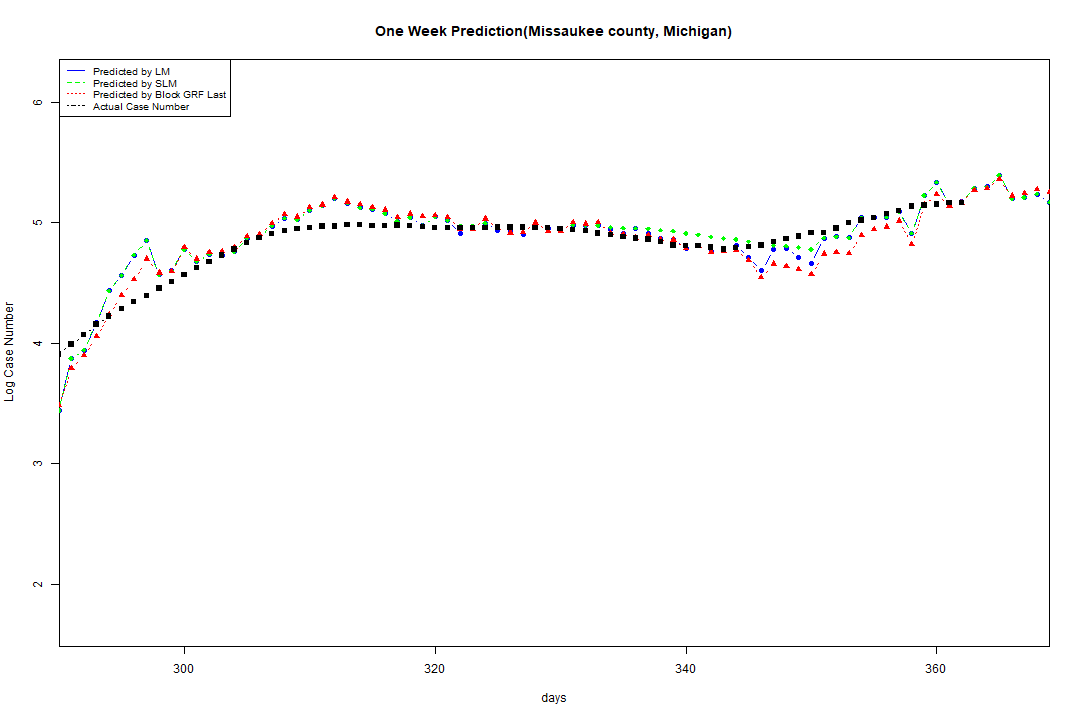 One Week Prediction(Missaukee county, Michigan)
Predicted by LM
Predicted by SLM
Predicted by Block GRF Last
Actual Case Number
6
5
4
3
2
Log Case Number
300
320
340
360
days